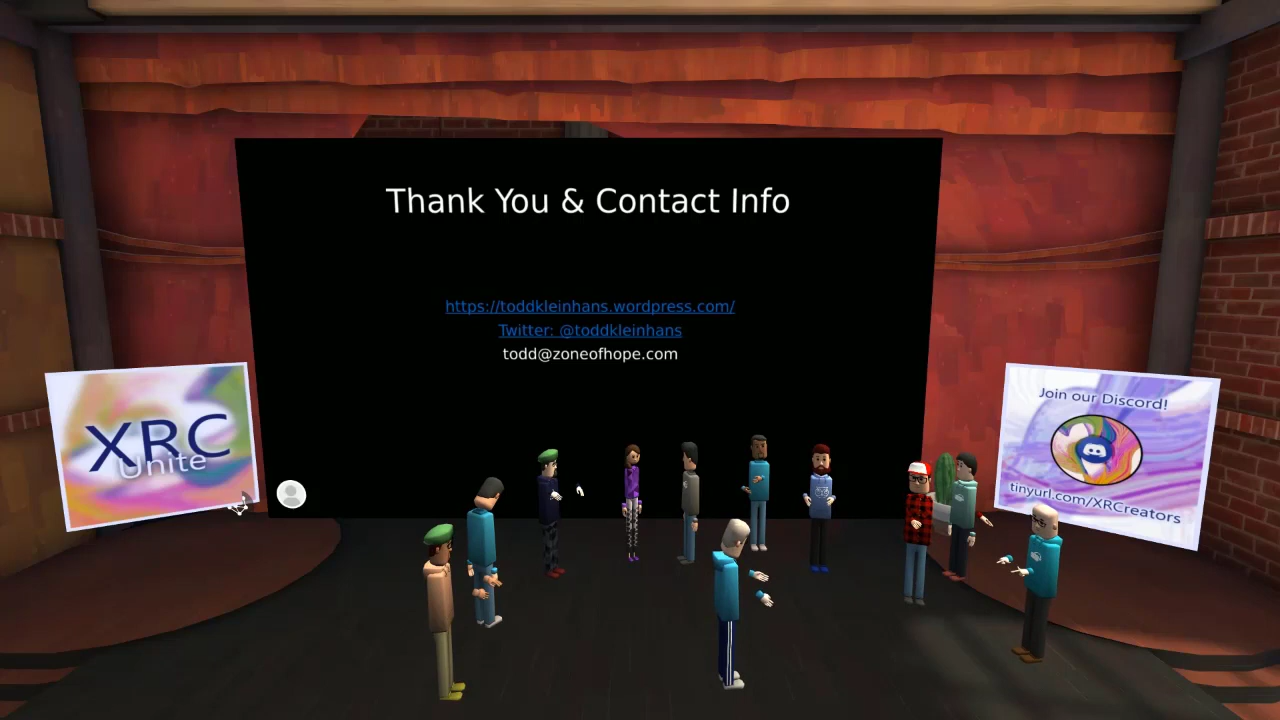 Thank You & Contact Info
https://toddkleinhans.wordpress.com/
Twitter: @toddkleinhans
todd@zoneofhope.com
XRC
Unite
Join our Discord!
tinyurl.com/XRCreators